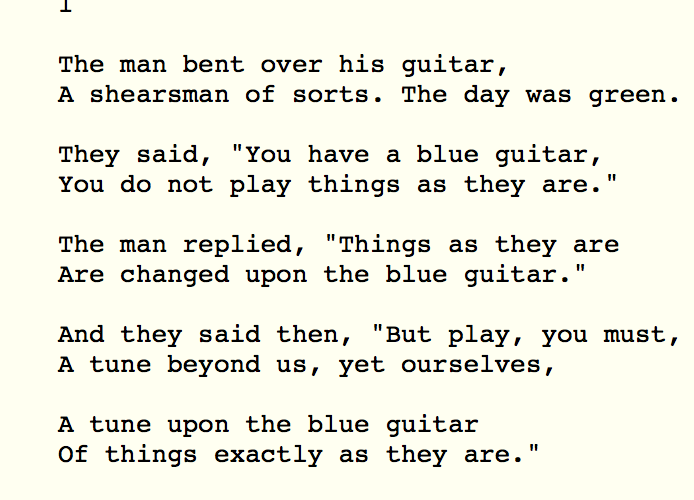 I
The man bent over his guitar,
A shearsman of sorts. The day was green.
They said, "You have a blue guitar,
You do not play things as they are."
The man replied, "Things as they are
Are changed upon the blue guitar."
And they said then, "But play, you must,
A tune beyond us, yet ourselves,
A tune upon the blue guitar
Of things exactly as they are."